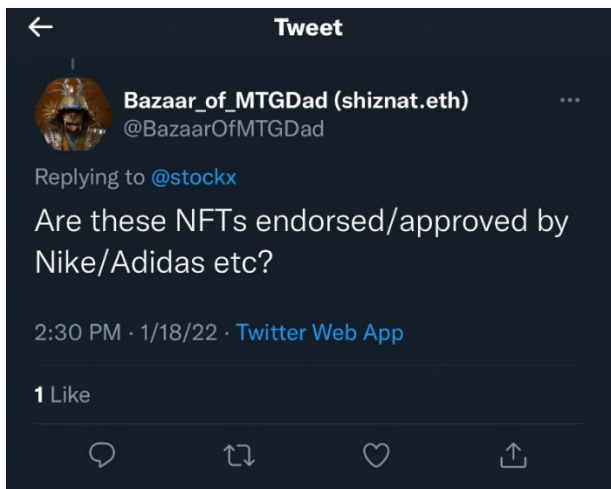 Tweet
Bazaar_of_MTGDad (shiznat.eth)
@BazaarOfMTGDad
Replying to @stockx
Are these NFTs endorsed/approved by
Nike/Adidas etc?
2:30 PM · 1/18/22 · Twitter Web App
1 Like